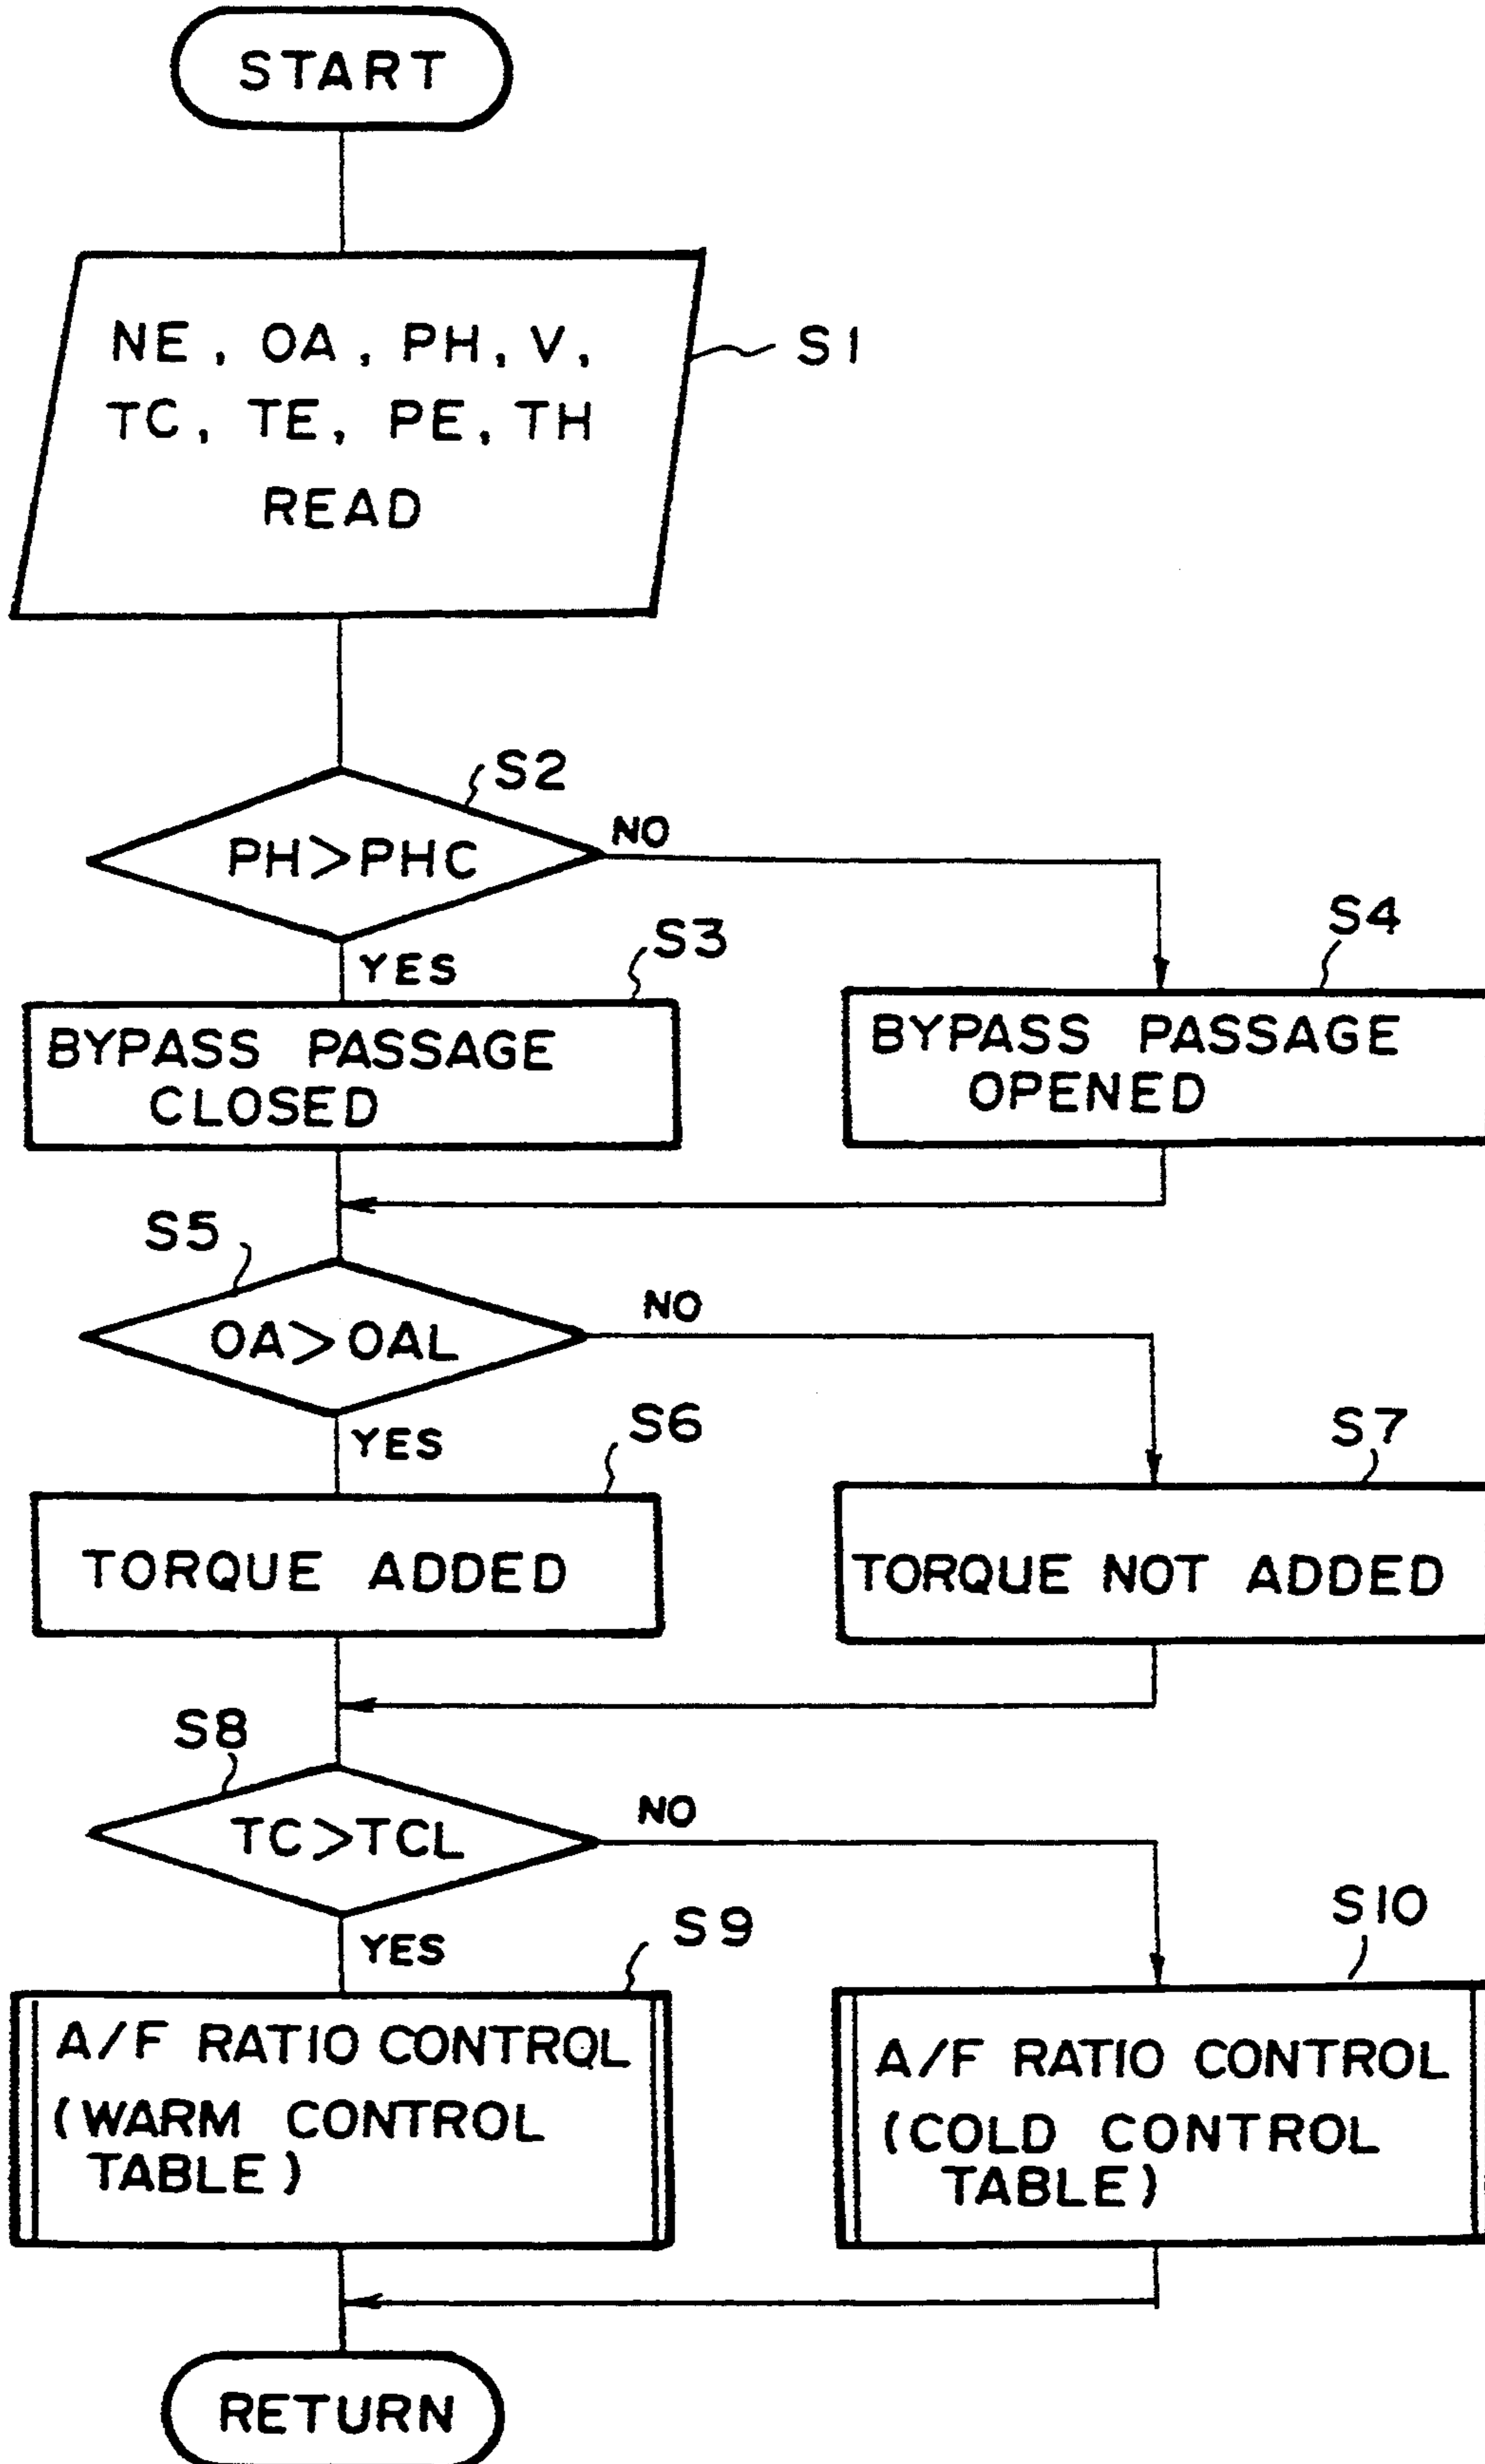 START
NE, OA, PH, V,
TC, TE, PE, TH
READ
S1
S2
PH>PHC
NO
YES
S3
BYPASS PASSAGE
CLOSED
S4
BYPASS PASSAGE
OPENED
S5
OA>OAL
NO
YES
S6
TORQUE ADDED
S7
TORQUE NOT ADDED
S8
TC>TCL
NO
YES
S9
A/F RATIO CONTROL
(WARM CONTROL
TABLE)
S10
A/F RATIO CONTROL
(COLD CONTROL
TABLE)
RETURN